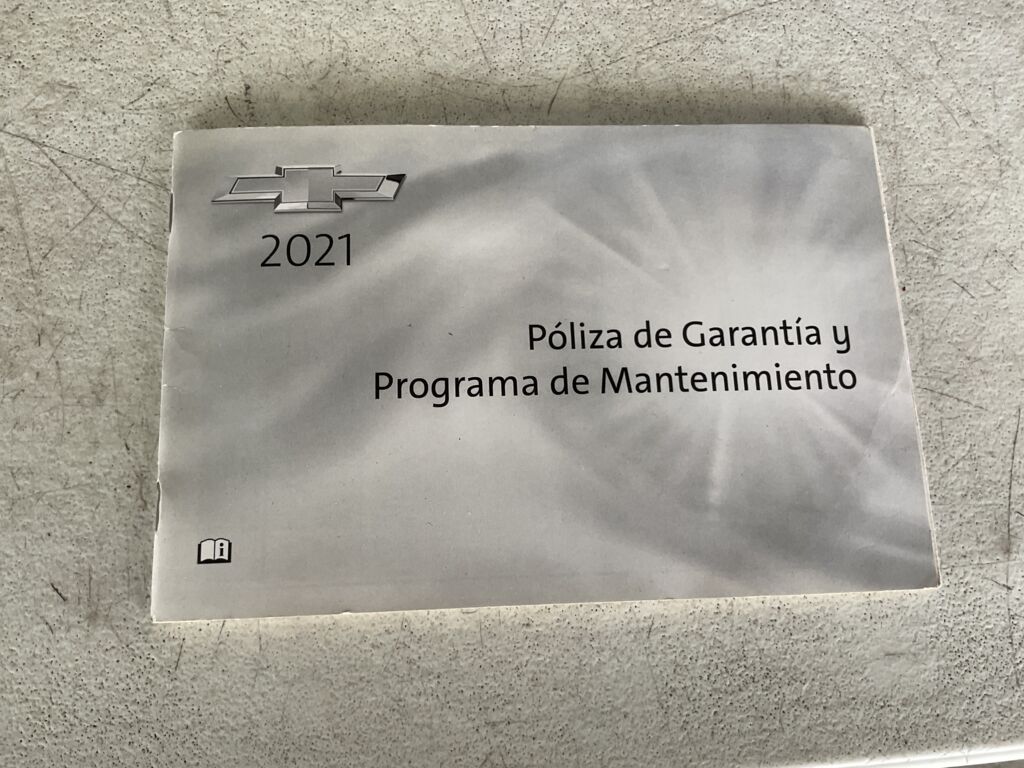 2021
Póliza de Garantía y
Programa de Mantenimiento
i